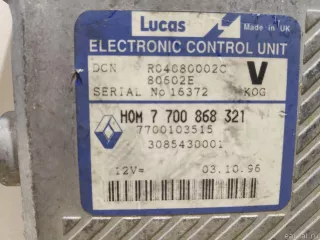 Lucas
Made in UK
ELECTRONIC CONTROL UNIT
DCN R04080002C V
80602E
SERIAL No 16372 KOG
HOM 7 700 868 321
7700103515
3085430001
12V= 03.10.96